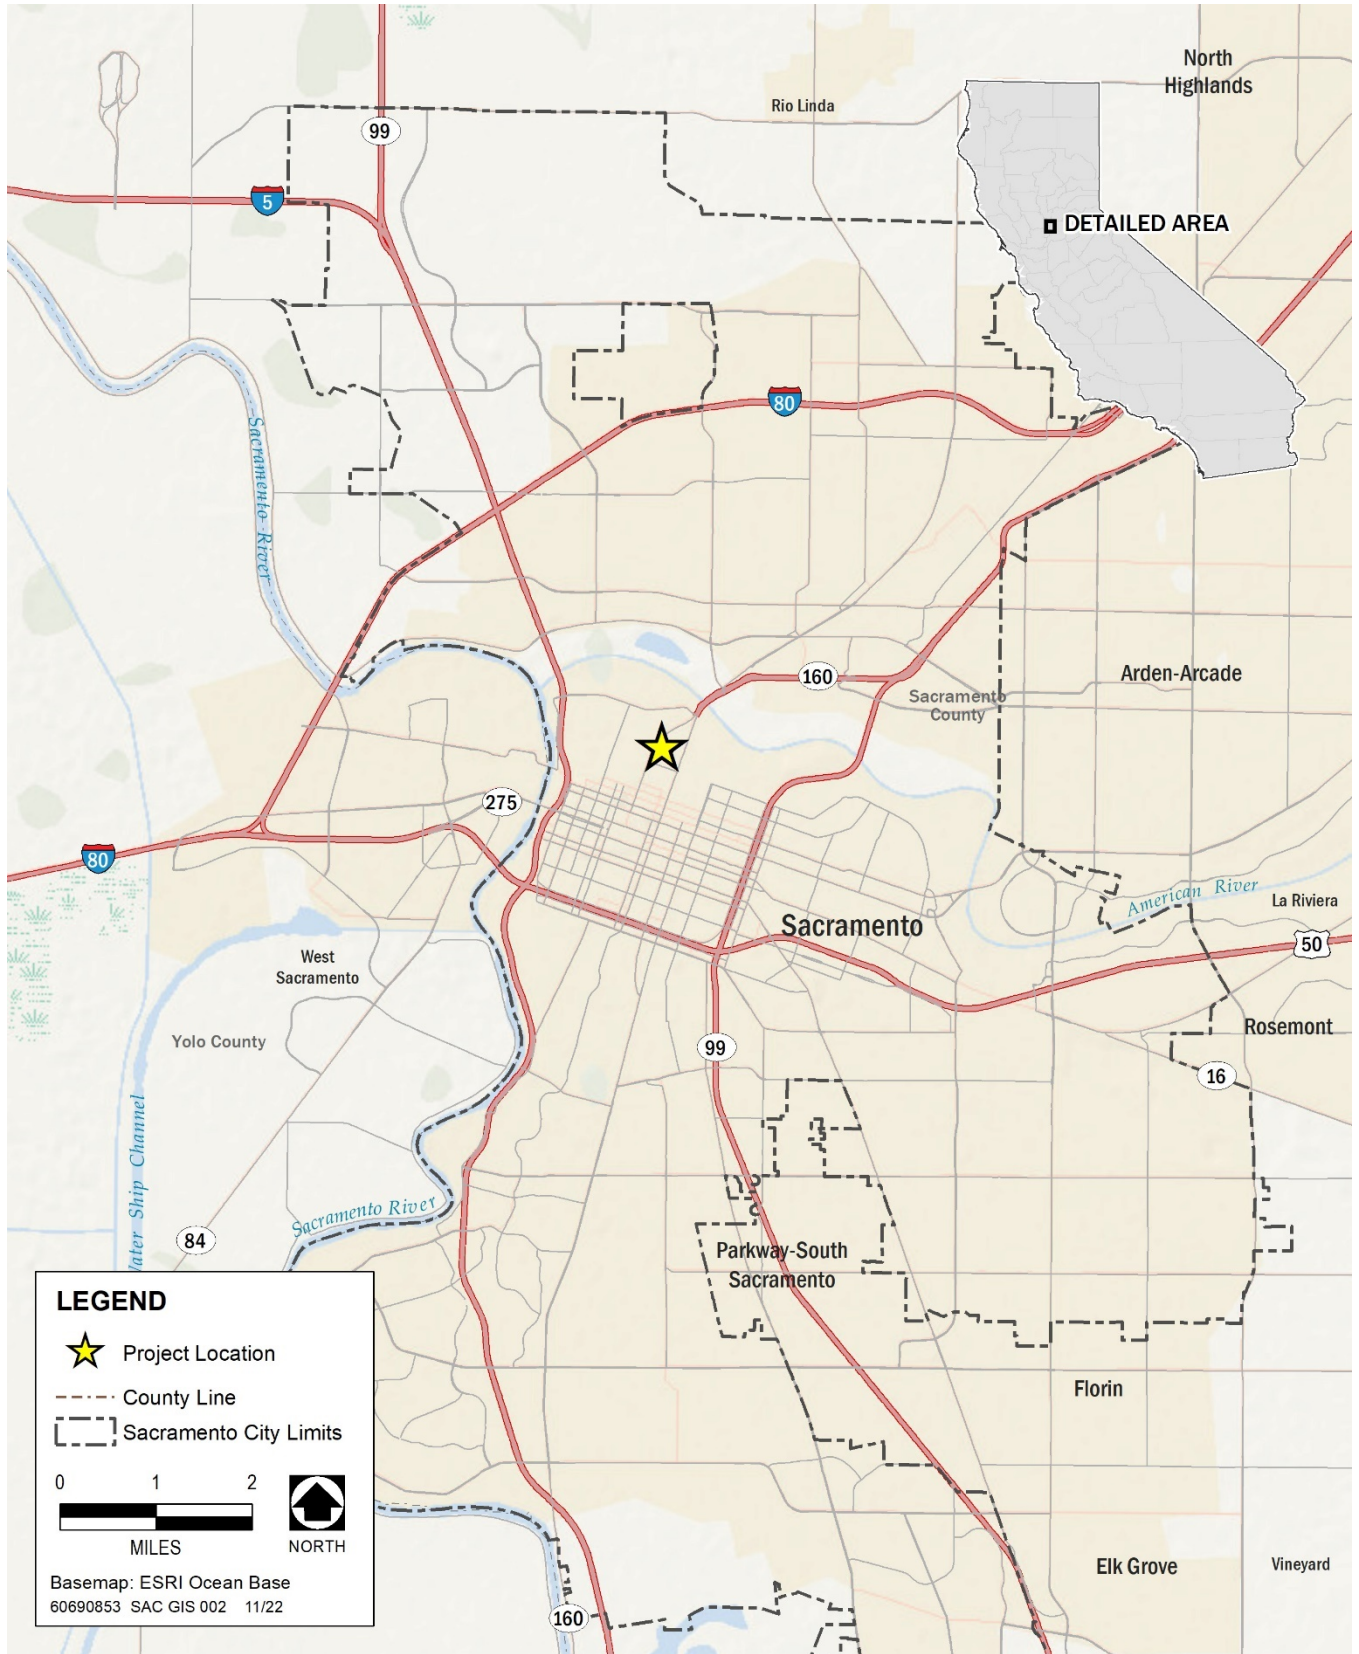 North
Highlands
Rio Linda
99
5
DETAILED AREA
80
Sacramento River
160
Arden-Arcade
Sacramento
County
275
80
American River
La Riviera
Sacramento
50
West
Sacramento
Rosemont
Yolo County
99
16
Water Ship Channel
Sacramento River
84
Parkway-South
Sacramento
LEGEND
Project Location
County Line
Sacramento City Limits
0 1 2
MILES
NORTH
Basemap: ESRI Ocean Base
60690853 SAC GIS 002 11/22
Florin
Elk Grove
Vineyard
160